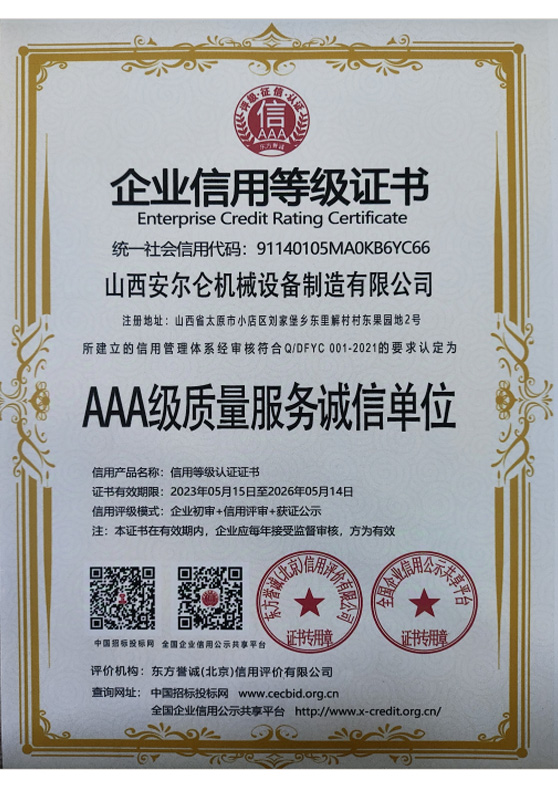 评级·征信·认证
信
AAA
东方誉诚
企业信用等级证书
Enterprise Credit Rating Certificate
统一社会信用代码：91140105MA0KB6YC66
山西安尔仑机械设备制造有限公司
注册地址：山西省太原市小店区刘家堡乡东里解村村东果园地2号
所建立的信用管理体系经审核符合Q/DFYC 001-2021的要求认定为
AAA级质量服务诚信单位
信用产品名称：信用等级认证证书
证书有效期限：2023年05月15日至2026年05月14日
信用评级模式：企业初审+信用评审+获证公示
注：本证书在有效期内，企业应每年接受监督审核，方为有效
东方誉诚(北京)信用评价有限公司
证书专用章
全国企业信用公示共享平台
证书专用章
中国招标投标网 全国企业信用公示共享平台
评价机构：东方誉诚(北京)信用评价有限公司
查询网址：中国招标投标网 www.cecbid.org.cn
全国企业信用公示共享平台 http://www.x-credit.org.cn/